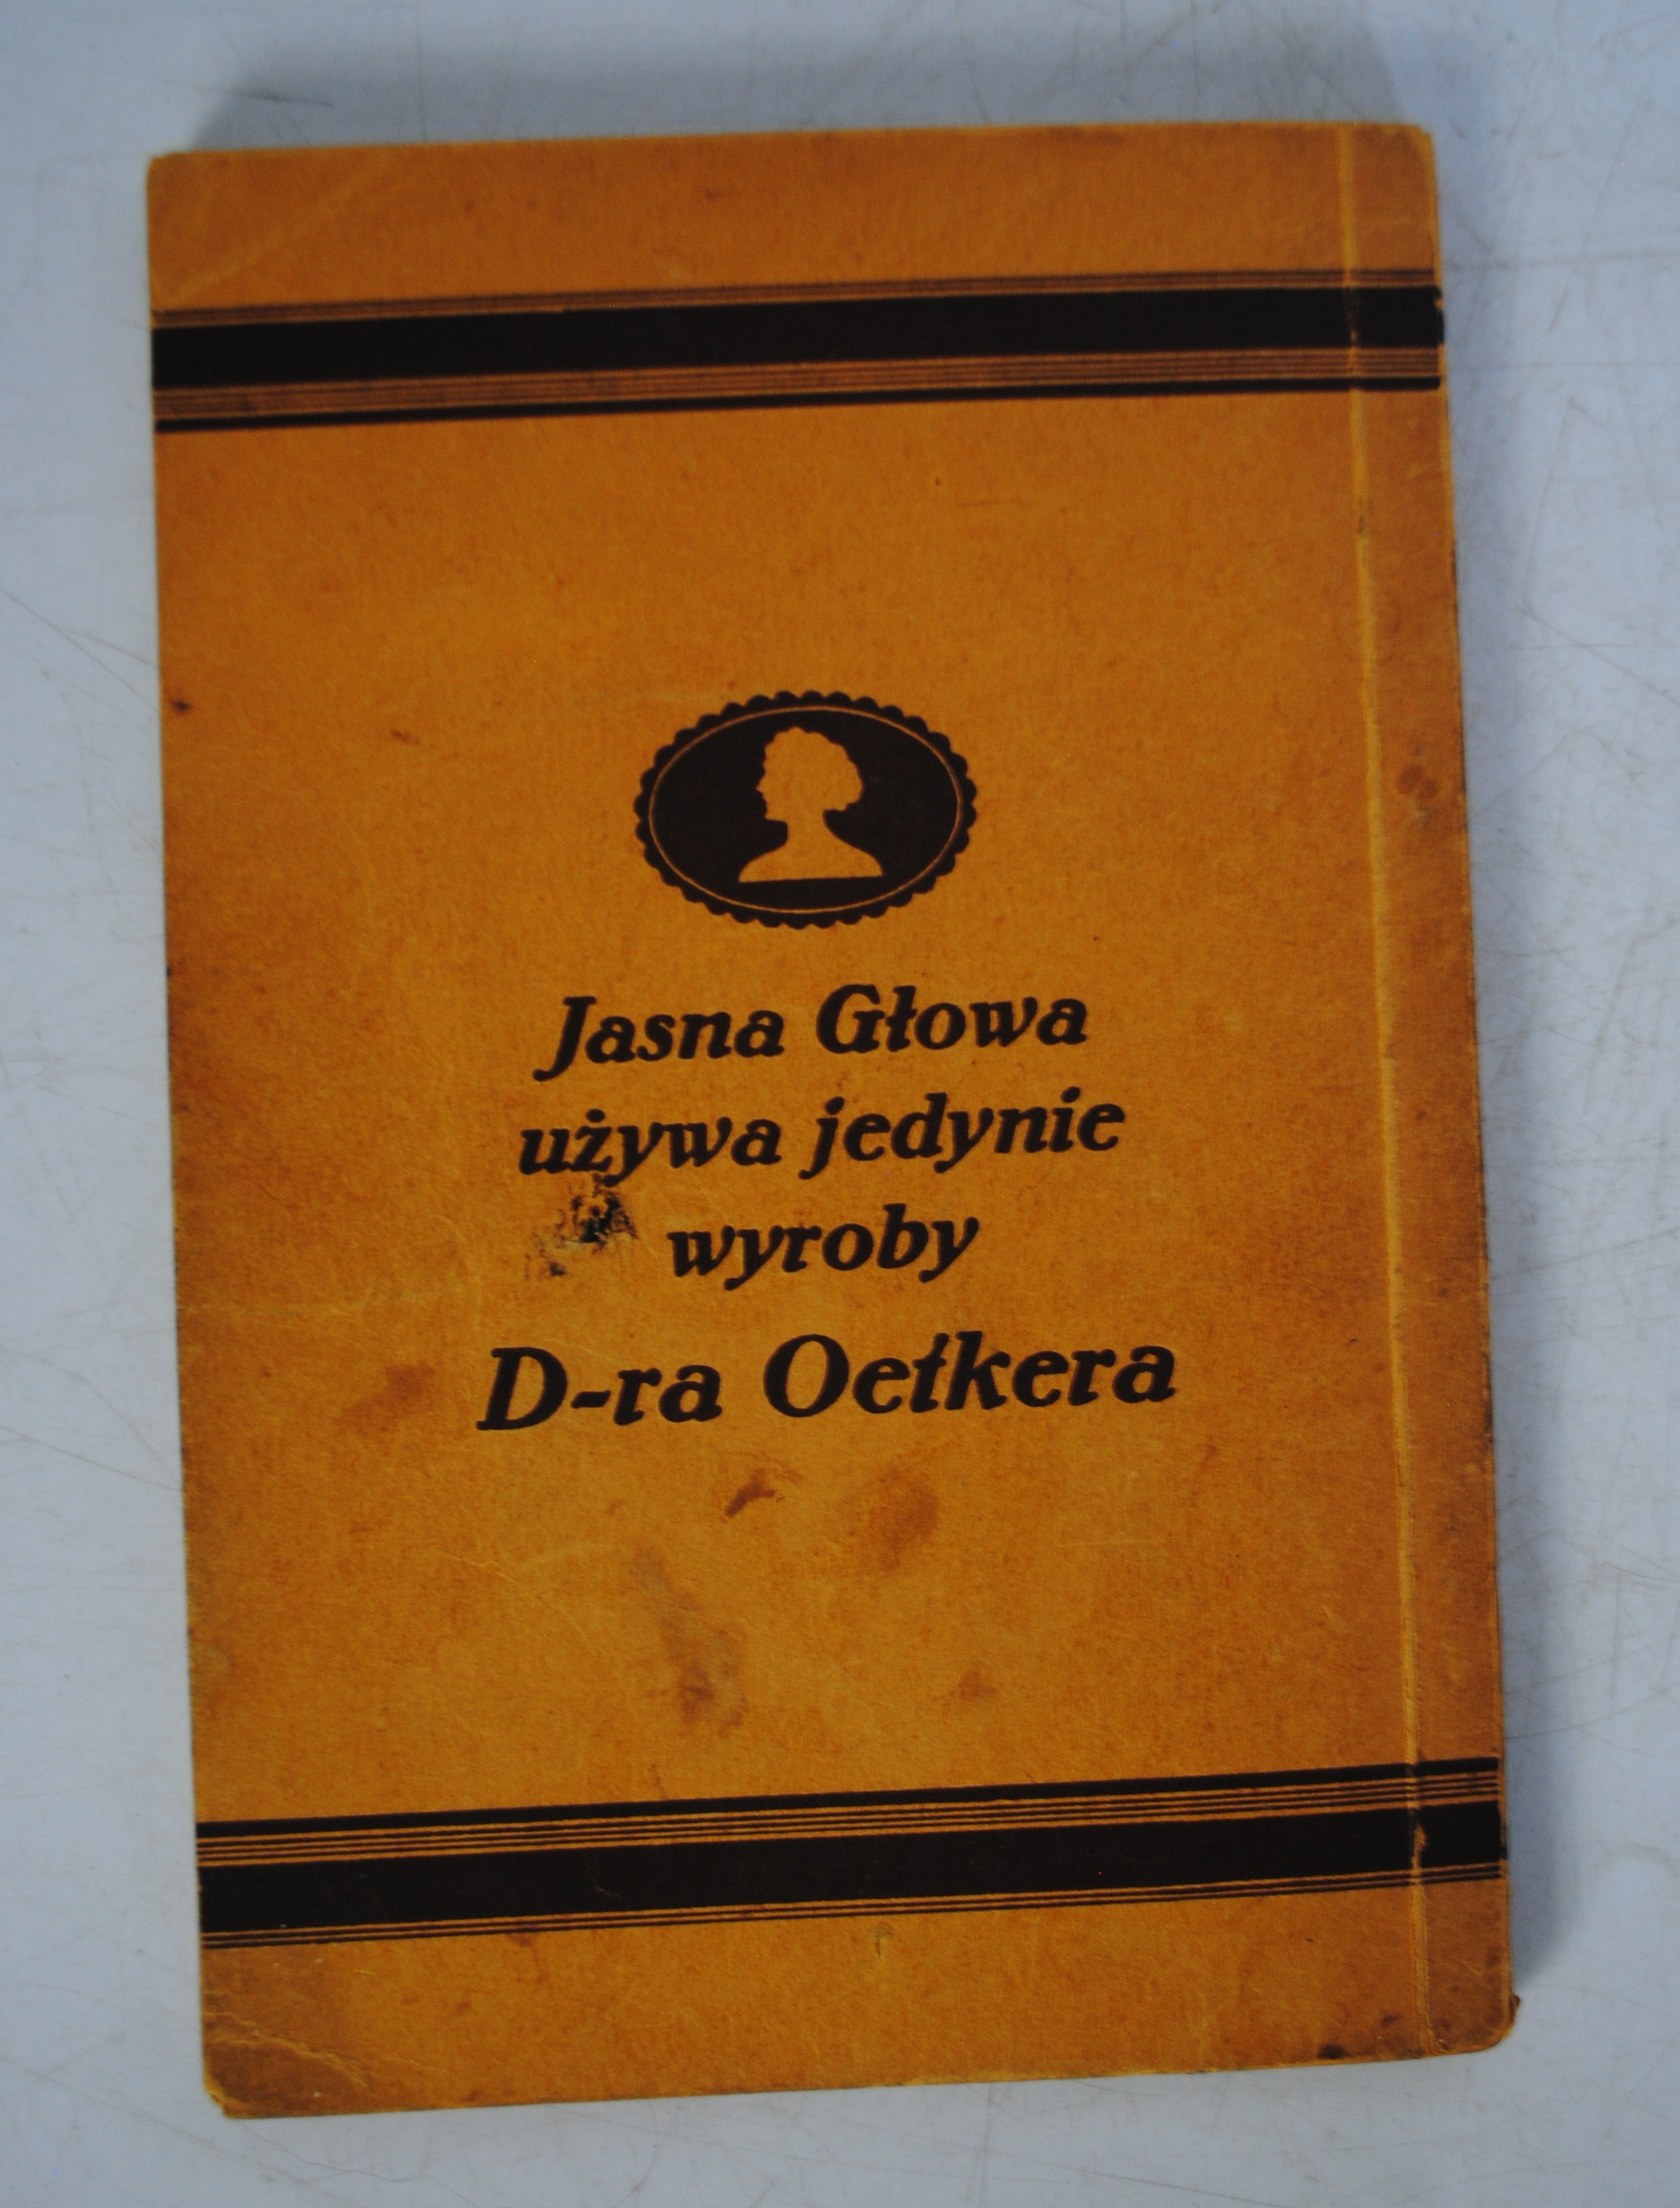 Jasna Głowa
używa jedynie
wyroby
D-ra Oetkera